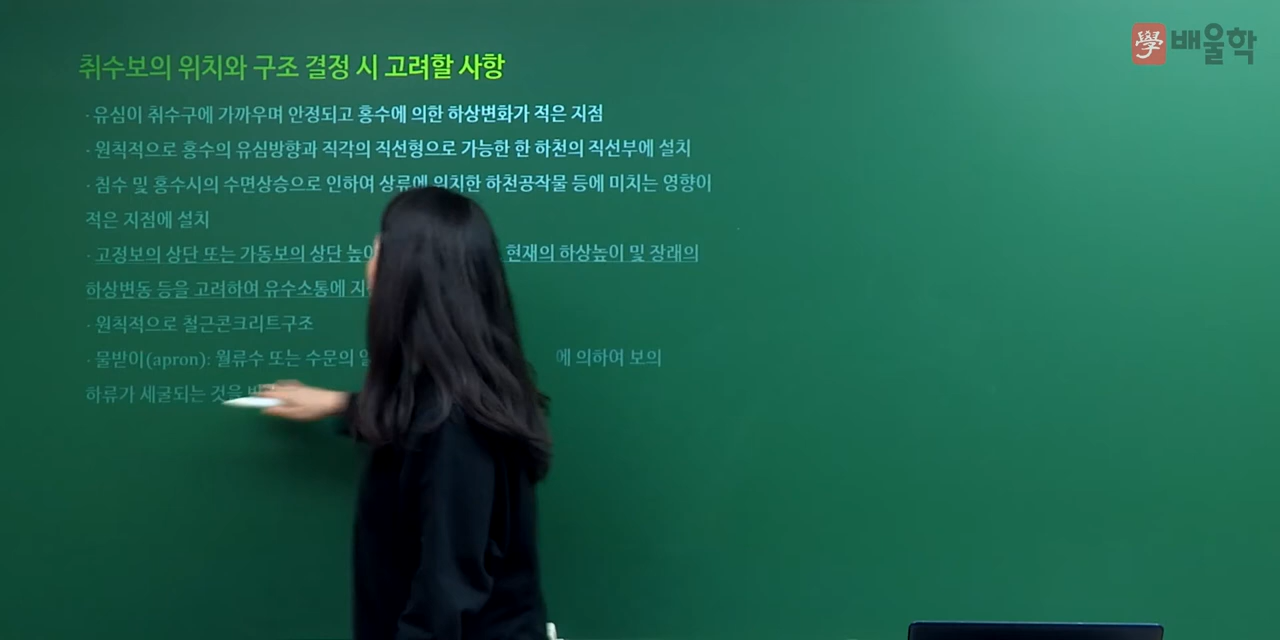 취수보의 위치와 구조 결정 시 고려할 사항
· 유심이 취수구에 가까우며 안정되고 홍수에 의한 하상변화가 적은 지점
· 원칙적으로 홍수의 유심방향과 직각의 직선형으로 가능한 한 하천의 직선부에 설치
· 침수 및 홍수시의 수면상승으로 인하여 상류에 위치한 하천공작물 등에 미치는 영향이
적은 지점에 설치
· 고정보의 상단 또는 가동보의 상단 현재의 하상높이 및 장래의
하상변동 등을 고려하여 유수소통에
· 원칙적으로 철근콘크리트구조
· 물받이(apron): 월류수 또는 수문의 에 의하여 보의
하류가 세굴되는 것을
學 배울학